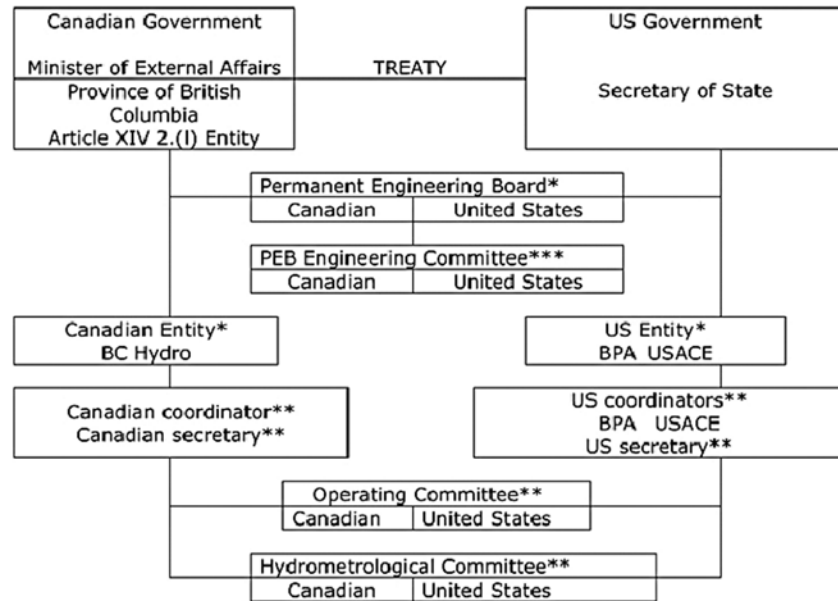 Canadian Government
Minister of External Affairs
Province of British
Columbia
Article XIV 2.(I) Entity
TREATY
US Government
Secretary of State
Permanent Engineering Board*
Canadian United States
PEB Engineering Committee***
Canadian United States
Canadian Entity*
BC Hydro
US Entity*
BPA USACE
Canadian coordinator**
Canadian secretary**
US coordinators**
BPA USACE
US secretary**
Operating Committee**
Canadian United States
Hydrometrological Committee**
Canadian United States